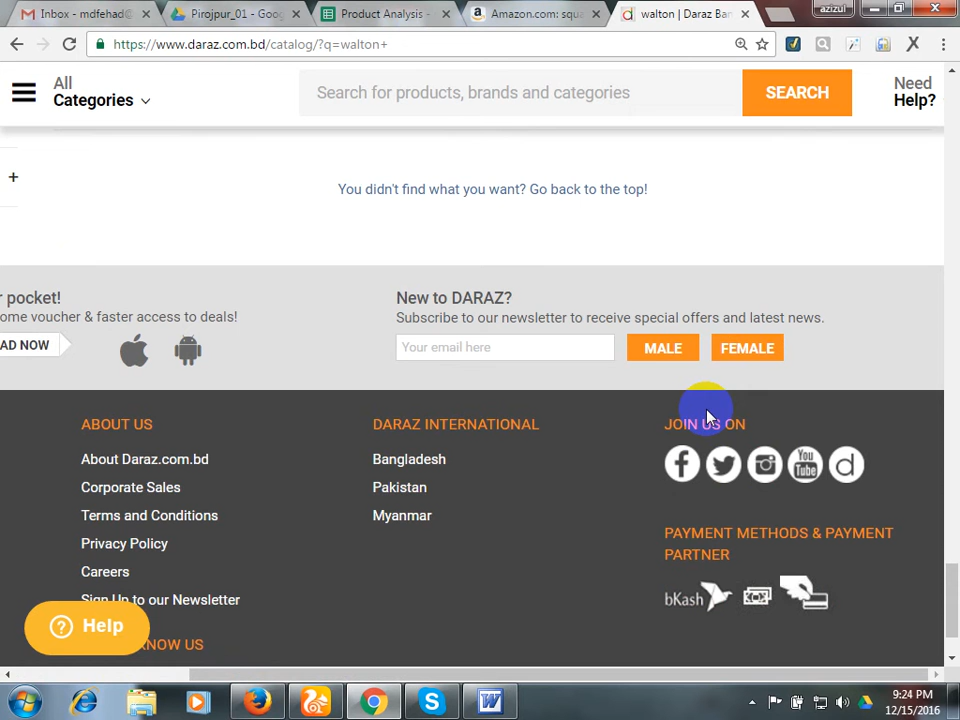 Inbox - mdfehad@
Pirojpur_01 - Goog
Product Analysis -
Amazon.com: squa
walton | Daraz Ban
azizul
https://www.daraz.com.bd/catalog/?q=walton+
All
Categories
Search for products, brands and categories
SEARCH
Need
Help?
+
You didn't find what you want? Go back to the top!
r pocket!
ome voucher & faster access to deals!
AD NOW
New to DARAZ?
Subscribe to our newsletter to receive special offers and latest news.
Your email here
MALE
FEMALE
ABOUT US
About Daraz.com.bd
Corporate Sales
Terms and Conditions
Privacy Policy
Careers
Sign Up to our Newsletter
KNOW US
DARAZ INTERNATIONAL
Bangladesh
Pakistan
Myanmar
JOIN US ON
You
Tube
PAYMENT METHODS & PAYMENT
PARTNER
bKash
Help
9:24 PM
12/15/2016